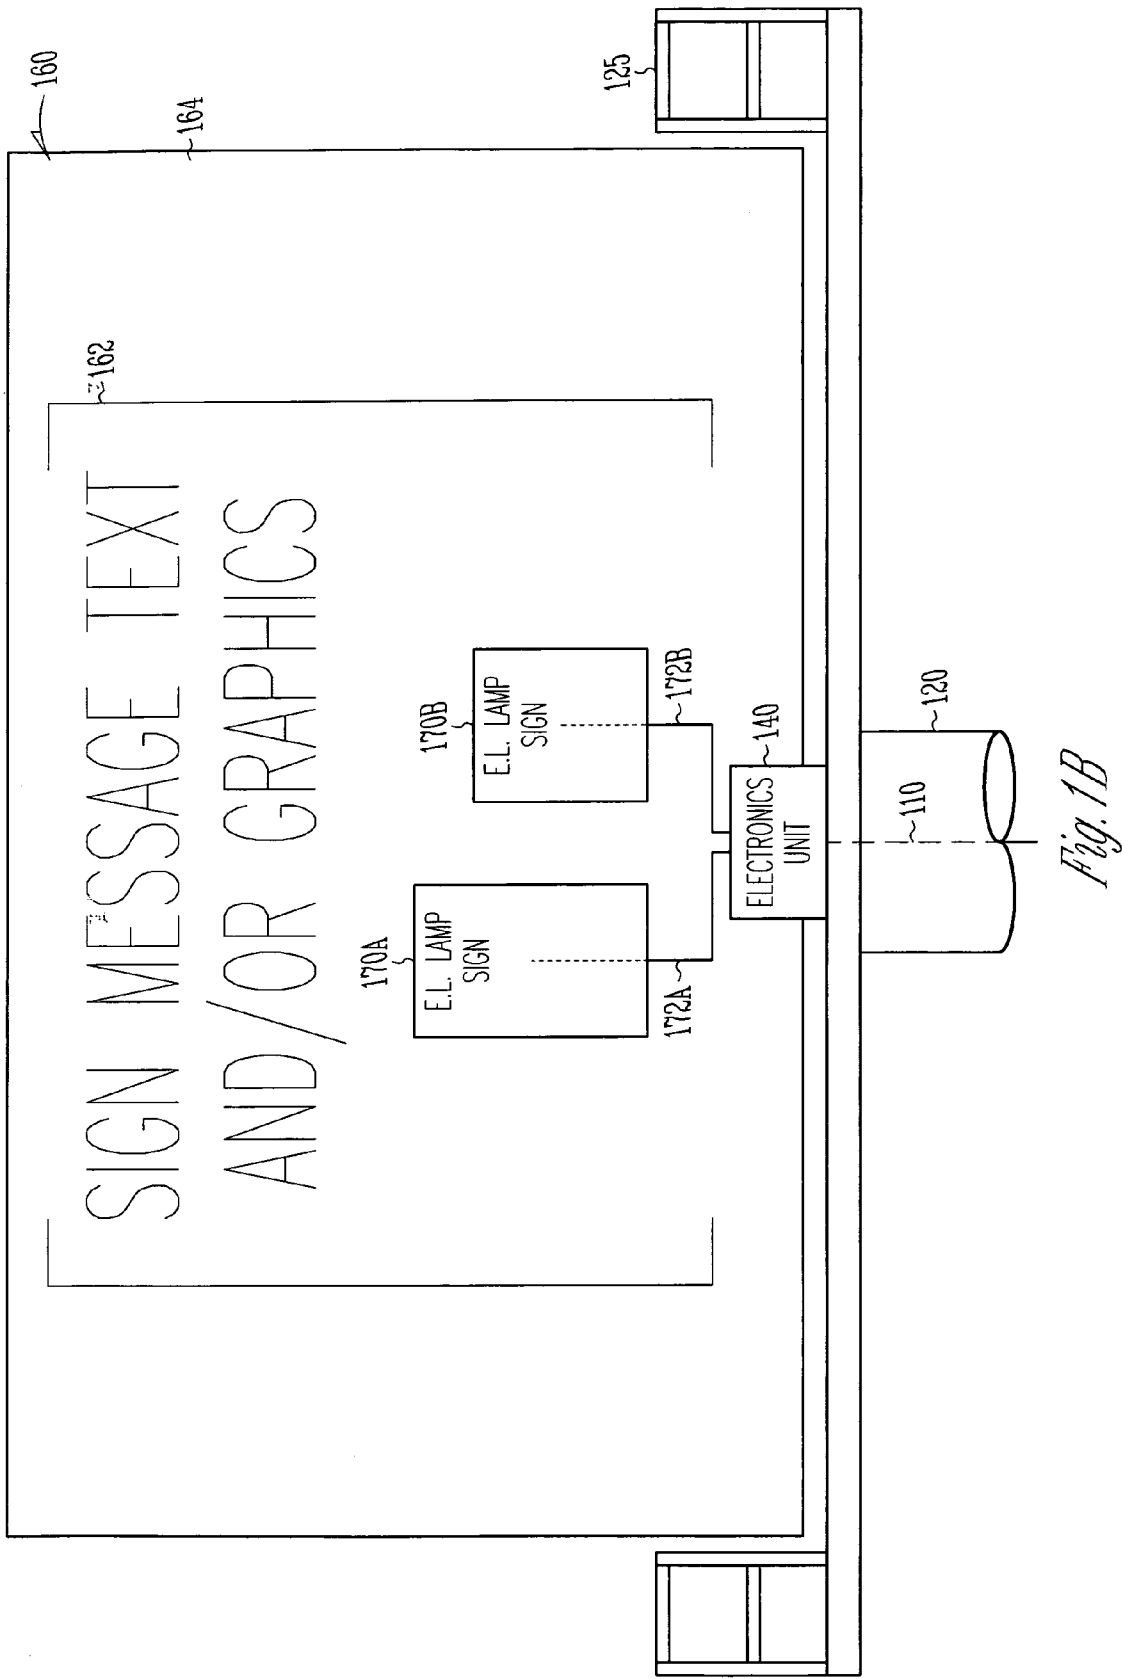 160
164
162
SIGN MESSAGE TEXT
AND/OR GRAPHICS
125
170A
E.L. LAMP
SIGN
170B
E.L. LAMP
SIGN
172A
172B
ELECTRONICS
UNIT
140
110
120
Fig. 1B